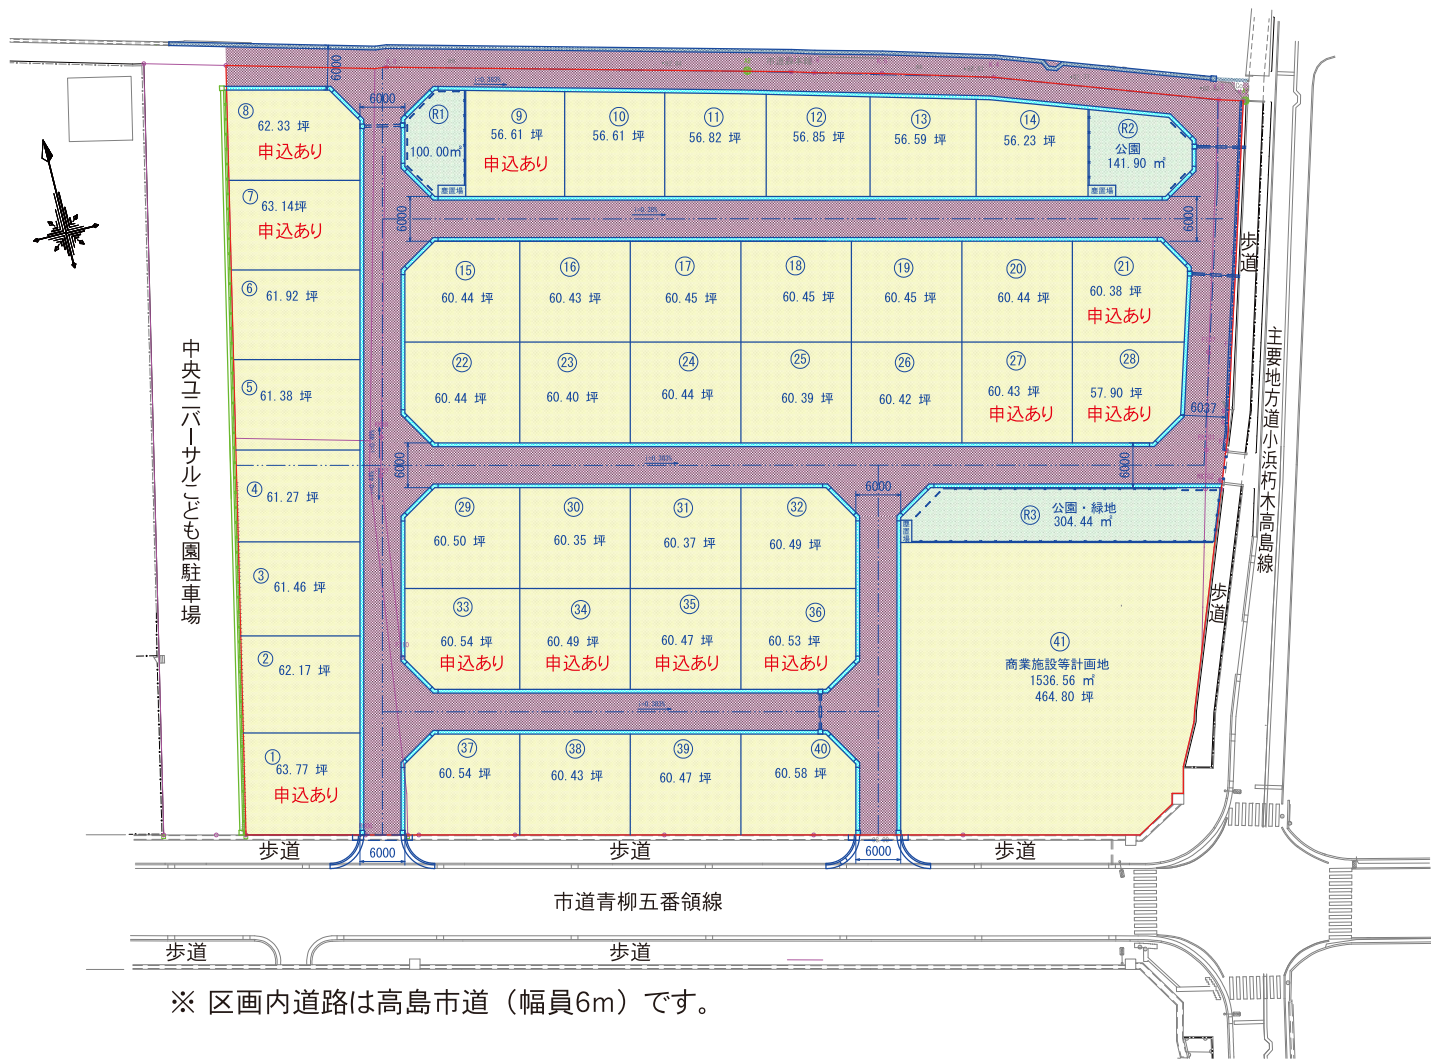 6000
6000
⑧
62.33 坪
申込あり
⑦
63.14坪
申込あり
⑥
61.92 坪
⑤
61.38 坪
④
61.27 坪
③
61.46 坪
②
62.17 坪
①
63.77 坪
申込あり
R1
100.00㎡
塵置場
⑨
56.61 坪
申込あり
⑩
56.61 坪
⑪
56.82 坪
⑫
56.85 坪
⑬
56.59 坪
⑭
56.23 坪
R2
公園
141.90 ㎡
塵置場
6000
6000
⑮
60.44 坪
⑯
60.43 坪
⑰
60.45 坪
⑱
60.45 坪
⑲
60.45 坪
⑳
60.44 坪
㉑
60.38 坪
申込あり
㉒
60.44 坪
㉓
60.40 坪
㉔
60.44 坪
㉕
60.39 坪
㉖
60.42 坪
㉗
60.43 坪
申込あり
㉘
57.90 坪
申込あり
6037
6000
6000
6000
㉙
60.50 坪
㉚
60.35 坪
㉛
60.37 坪
㉜
60.49 坪
R3
公園・緑地
304.44 ㎡
塵置場
㉝
60.54 坪
申込あり
㉞
60.49 坪
申込あり
㉟
60.47 坪
申込あり
㊱
60.53 坪
申込あり
㊶
商業施設等計画地
1536.56 ㎡
464.80 坪
㊲
60.54 坪
㊳
60.43 坪
㊴
60.47 坪
㊵
60.58 坪
中央ユニバーサルこども園駐車場
歩道
歩道
主要地方道小浜朽木高島線
歩道
6000
歩道
6000
歩道
市道青柳五番領線
歩道
歩道
※ 区画内道路は高島市道（幅員6m）です。